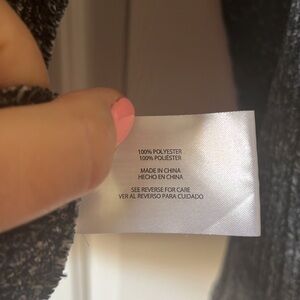 100% POLYESTER
100% POLIÉSTER
MADE IN CHINA
HECHO EN CHINA
SEE REVERSE FOR CARE
VER AL REVERSO PARA CUIDADO